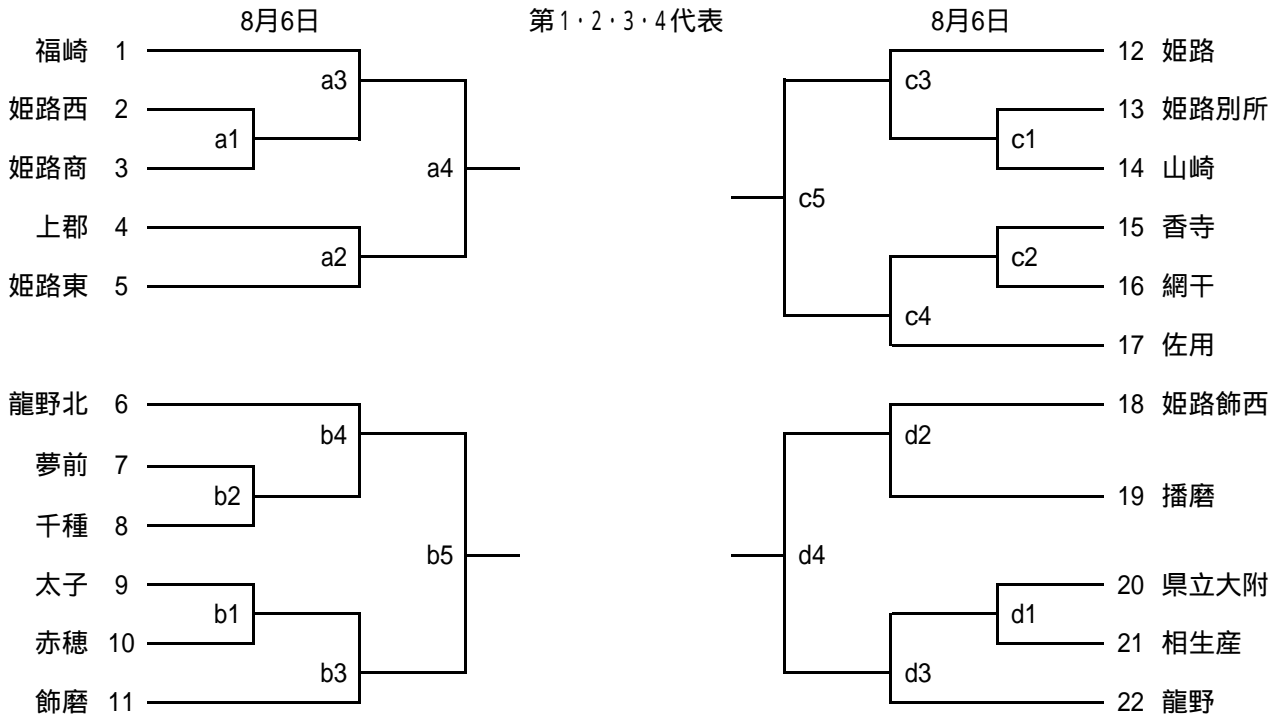 8月6日 第1・2・3・4代表 8月6日
福崎 1
a3
姫路西 2
a1
姫路商 3
a4
上郡 4
a2
姫路東 5
龍野北 6
b4
夢前 7
b2
千種 8
b5
太子 9
b1
赤穂 10
b3
飾磨 11
12 姫路
c3
13 姫路別所
c1
14 山崎
c5
15 香寺
c2
16 網干
c4
17 佐用
18 姫路飾西
d2
19 播磨
d4
20 県立大附
d1
21 相生産
d3
22 龍野